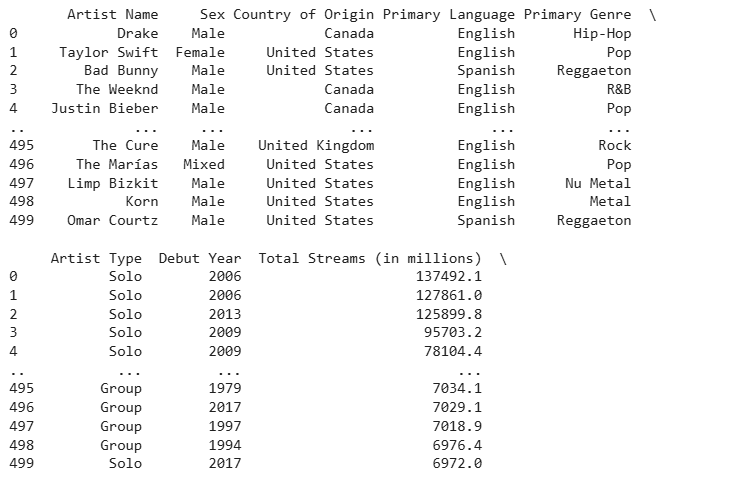 Artist Name Sex Country of Origin Primary Language Primary Genre \
0 Drake Male Canada English Hip-Hop
1 Taylor Swift Female United States English Pop
2 Bad Bunny Male United States Spanish Reggaeton
3 The Weeknd Male Canada English R&B
4 Justin Bieber Male Canada English Pop
.. ... ... ... ... ...
495 The Cure Male United Kingdom English Rock
496 The Marías Mixed United States English Pop
497 Limp Bizkit Male United States English Nu Metal
498 Korn Male United States English Metal
499 Omar Courtz Male United States Spanish Reggaeton
Artist Type Debut Year Total Streams (in millions) \
0 Solo 2006 137492.1
1 Solo 2006 127861.0
2 Solo 2013 125899.8
3 Solo 2009 95703.2
4 Solo 2009 78104.4
.. ... ... ...
495 Group 1979 7034.1
496 Group 2017 7029.1
497 Group 1997 7018.9
498 Group 1994 6976.4
499 Solo 2017 6972.0